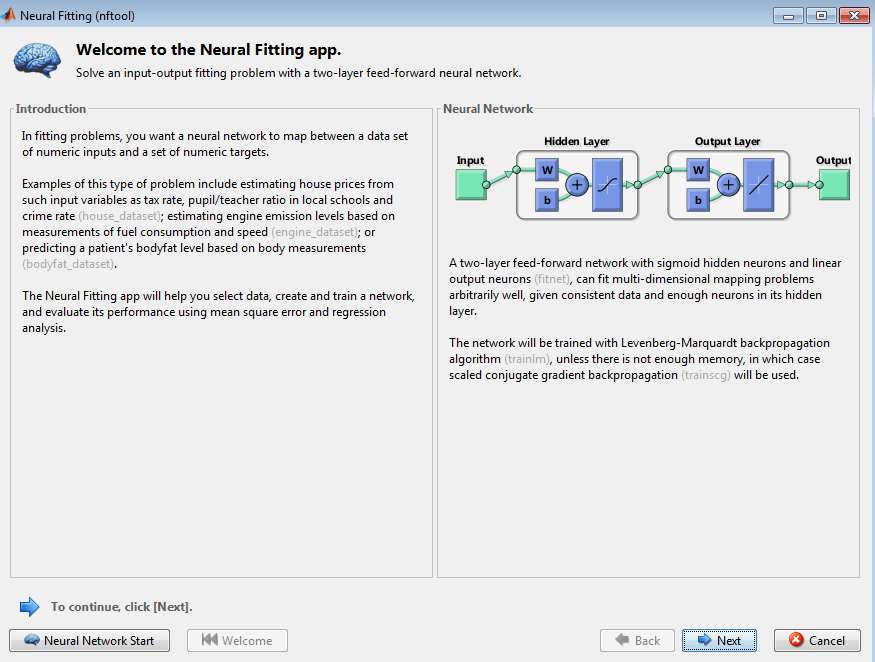 Neural Fitting (nftool)
Welcome to the Neural Fitting app.
Solve an input-output fitting problem with a two-layer feed-forward neural network.
Introduction
In fitting problems, you want a neural network to map between a data set
of numeric inputs and a set of numeric targets.
Examples of this type of problem include estimating house prices from
such input variables as tax rate, pupil/teacher ratio in local schools and
crime rate (house_dataset); estimating engine emission levels based on
measurements of fuel consumption and speed (engine_dataset); or
predicting a patient's bodyfat level based on body measurements
(bodyfat_dataset).
The Neural Fitting app will help you select data, create and train a network,
and evaluate its performance using mean square error and regression
analysis.
Neural Network
Hidden Layer
Output Layer
Input
Output
W
b
+
W
b
+
A two-layer feed-forward network with sigmoid hidden neurons and linear
output neurons (fitnet), can fit multi-dimensional mapping problems
arbitrarily well, given consistent data and enough neurons in its hidden
layer.
The network will be trained with Levenberg-Marquardt backpropagation
algorithm (trainlm), unless there is not enough memory, in which case
scaled conjugate gradient backpropagation (trainscg) will be used.
To continue, click [Next].
Neural Network Start
Welcome
Back
Next
Cancel